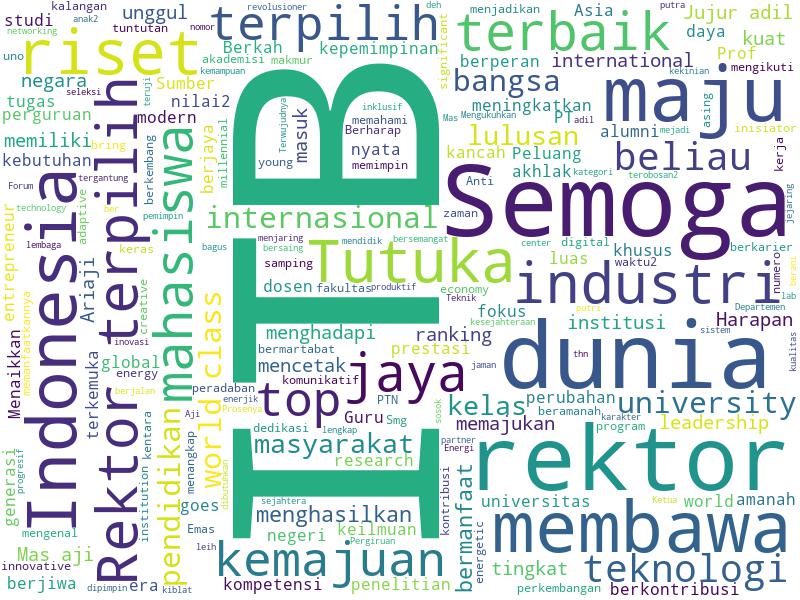 kalangan
unggul
nomor
terpilih
revolusioner
deh
menjadikan
Asia
putra
Jujur adil
networking
anak2
studi
tuntutan
Berkah
kepemimpinan
significant
terbaik
daya
kuat
uno
riset
akademisi
makmur
berperan
international
Prof
mengikuti
negara
seleksi
teruji
Sumber
kemampuan
bangsa
maju
kekinian
tugas
nilai2
inklusif
meningkatkan
asing
perguruan
modern
Terwujudnya
masuk
memahami
Mas
Mengukuhkan
PT
adil
memiliki
bring
berjaya
millennial
Berharap
lulusan
alumni
mejadi
inisiator
kebutuhan
berkembang
young
nyata
memimpin
kancah
Peluang
beliau
kerja
tergantung
mahasiswa
Anti
akhlak
kategori
terobosan2
Forum
Indonesia
Rektor terpilih
ITB
Semoga
jejaring
technology
adaptive
ber
pemimpin
internasional
zaman
lembaga
bagus
menjaring
mendidik
bersemangat
center
digital
khusus
berkarier
entrepreneur
keras
bersaing
Tutuka
luas
waktu2
numero
berani
Ariaji
samping
industri
lab
memanfaatkannya
global
creative
class
dosen
fakultas
produktif
economy
Teknik
putri
Departemen
energy
World
menghadapi
ranking
fokus
kesejahteraan
institusi
Harapan
Menaikkan
inovasi
bermartabat
prestasi
dunia
sistem
kualitas
terkemuka
mencetak
jaya
jaman
thn
peradaban
komunikatif
berjalan
enerjik
top
PTN
kelas
perubahan
university
Aji
Prosenya
Guru
Smg
sosok
beramanah
karakter
kentara
pendidikan
menangkap
dedikasi
lengkap
memajukan
program
leadership
generasi
progresif
masyarakat
partner
Energi
rektor
institution
research
goes
dibutuhkan
sejahtera
kontribusi
bermanfaat
universitas
Ketua
world
amanah
mengenal
Emas
menghasilkan
membawa
negeri
keilmuan
energetic
Mas aji
leih
Pergiruan
innovative
kemajuan
tingkat
teknologi
berjiwa
dipimpin
era
kiblat
kompetensi
penelitian
perkembangan
berkontribusi